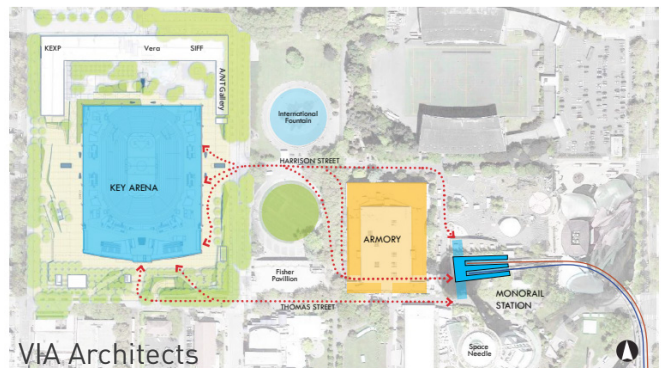 KEXP
Vera
SIFF
A/NT Gallery
International
Fountain
HARRISON STREET
KEY ARENA
ARMORY
Fisher
Pavillion
MONORAIL
STATION
THOMAS STREET
Space
Needle
VIA Architects